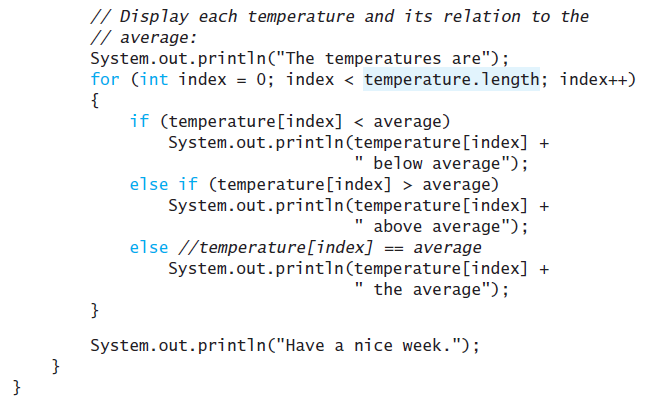 // Display each temperature and its relation to the
// average:
System.out.println("The temperatures are");
for (int index = 0; index < temperature.length; index++)
{
if (temperature[index] < average)
System.out.println(temperature[index] +
" below average");
else if (temperature[index] > average)
System.out.println(temperature[index] +
" above average");
else //temperature[index] == average
System.out.println(temperature[index] +
" the average");
}
System.out.println("Have a nice week.");
}
}